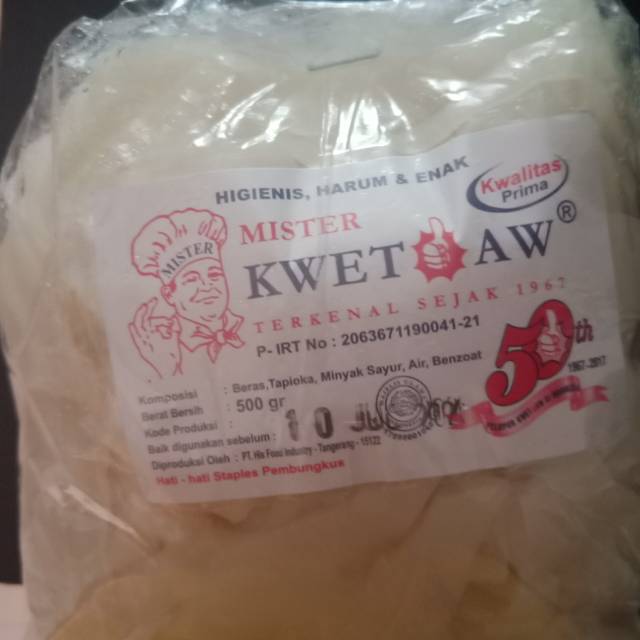 HIGIENIS, HARUM & ENAK
Kwalitas
Prima
MISTER
MISTER
KWET AW ®
TERKENAL SEJAK 1967
P- IRT No : 2063671190041-21
50th
1967-2017
Komposisi : Beras,Tapioka, Minyak Sayur, Air, Benzoat
Berat Bersih : 500 gr
Kode Produksi :
Baik digunakan sebelum : 10
Diproduksi Oleh : PT. Food Industry - Tangerang - 15122
Hati - hati Staples Pembungkus